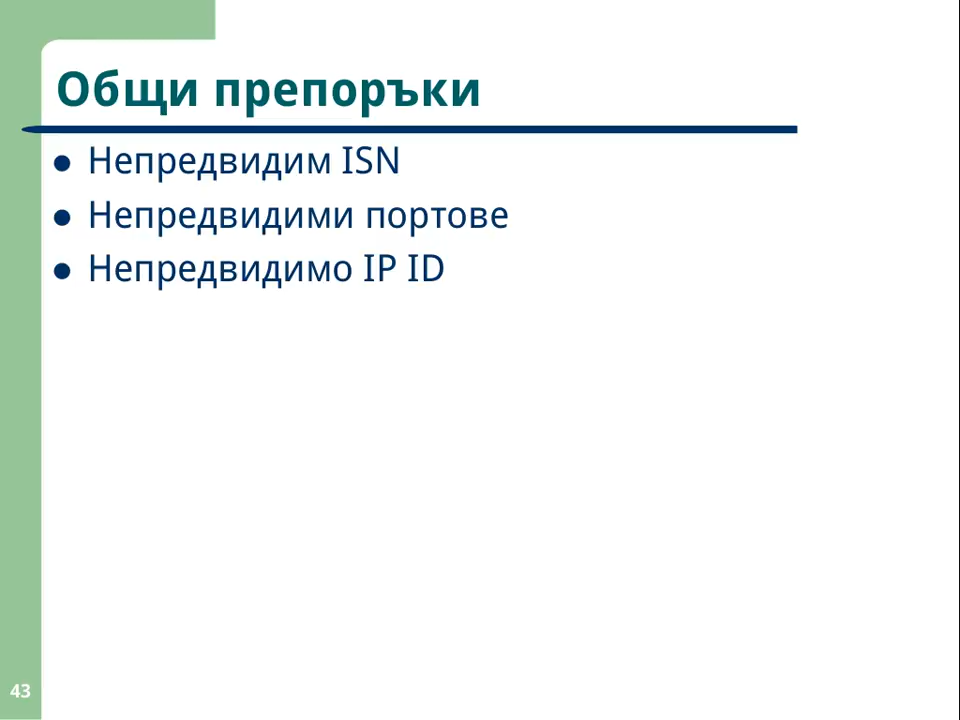 Общи препоръки
Непредвидим ISN
Непредвидими портове
Непредвидимо IP ID
43